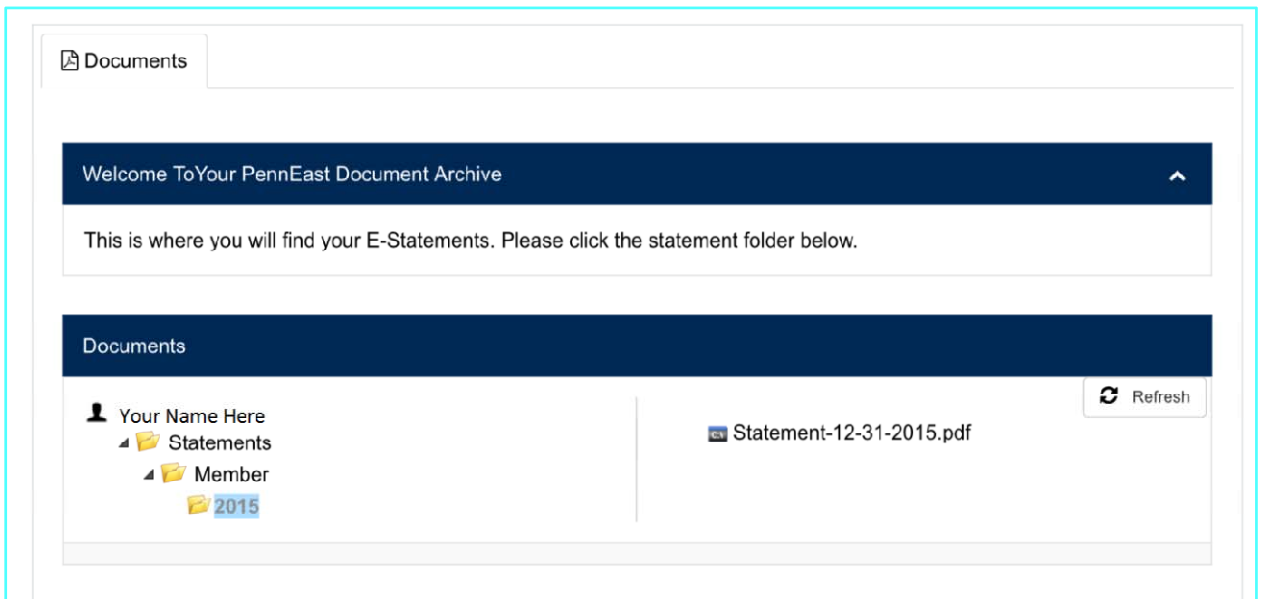 Documents
Welcome ToYour PennEast Document Archive
This is where you will find your E-Statements. Please click the statement folder below.
Documents
Refresh
Your Name Here
Statements
Member
2015
Statement-12-31-2015.pdf